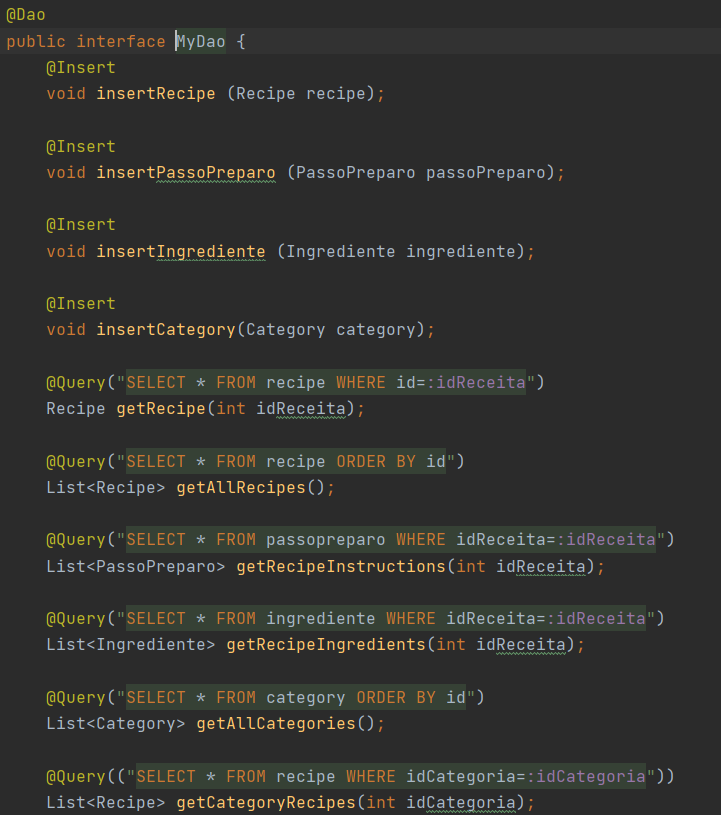 @Dao
public interface MyDao {
@Insert
void insertRecipe (Recipe recipe);
@Insert
void insertPassoPreparo (PassoPreparo passoPreparo);
@Insert
void insertIngrediente (Ingrediente ingrediente);
@Insert
void insertCategory(Category category);
@Query("SELECT * FROM recipe WHERE id=:idReceita")
Recipe getRecipe(int idReceita);
@Query("SELECT * FROM recipe ORDER BY id")
List<Recipe> getAllRecipes();
@Query("SELECT * FROM passopreparo WHERE idReceita=:idReceita")
List<PassoPreparo> getRecipeInstructions(int idReceita);
@Query("SELECT * FROM ingrediente WHERE idReceita=:idReceita")
List<Ingrediente> getRecipeIngredients(int idReceita);
@Query("SELECT * FROM category ORDER BY id")
List<Category> getAllCategories();
@Query(("SELECT * FROM recipe WHERE idCategoria=:idCategoria"))
List<Recipe> getCategoryRecipes(int idCategoria);